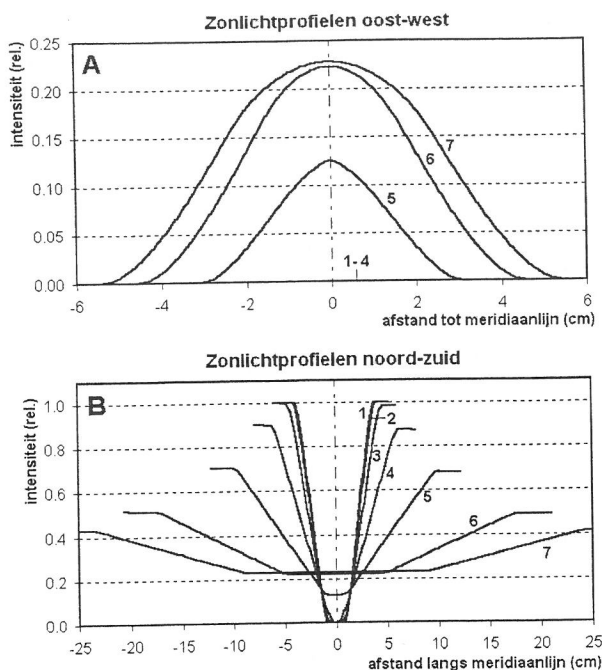 Zonlichtprofielen oost-west
intensiteit (rel.)
A
0.25
0.20
0.15
0.10
0.05
0.00
7
6
5
1-4
-6 -4 -2 0 2 4 6
afstand tot meridiaanlijn (cm)
Zonlichtprofielen noord-zuid
intensiteit (rel.)
B
1.0
0.8
0.6
0.4
0.2
0.0
1
2
3
4
5
6
7
-25 -20 -15 -10 -5 0 5 10 15 20 25
afstand langs meridiaanlijn (cm)